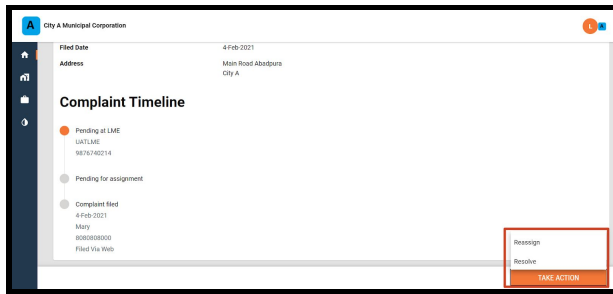 A City A Municipal Corporation L A
Filed Date 4-Feb-2021
Address Main Road Abadpura
City A
Complaint Timeline
Pending at LME
UATLME
9876740214
Pending for assignment
Complaint filed
4-Feb-2021
Mary
8080808000
Filed Via Web
Reassign
Resolve
TAKE ACTION